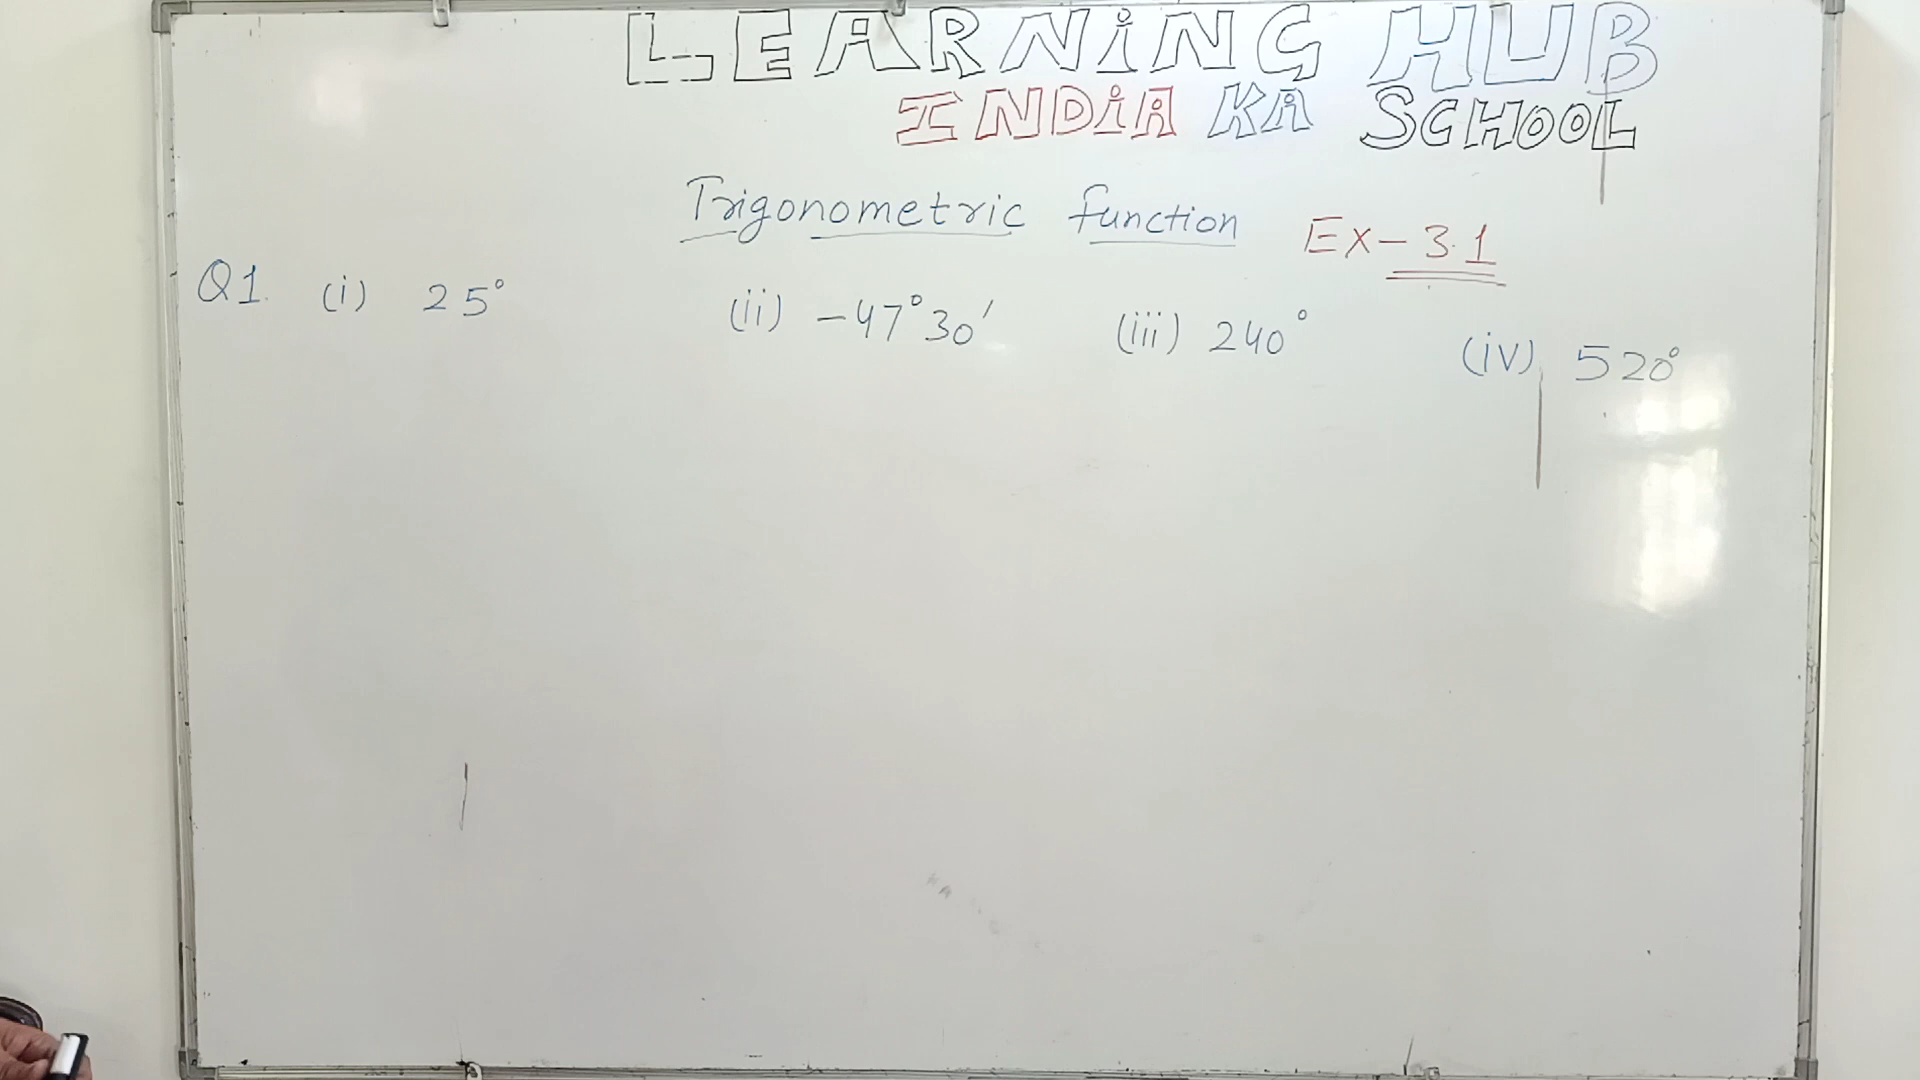 LEARNING HUB
INDIA KA SCHOOL
Trigonometric function Ex-3.1
Q1. (i) 25° (ii) -47°30' (iii) 240° (iv) 520°